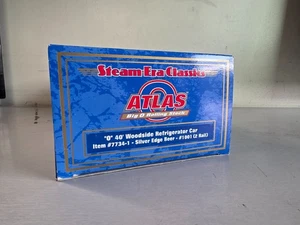 Steam Era Classics
ATLAS
Big O Rolling Stock
"O" 40' Woodside Refrigerator Car
Item #7734-1 - Silver Edge Beer - #1001 (2 Rail)